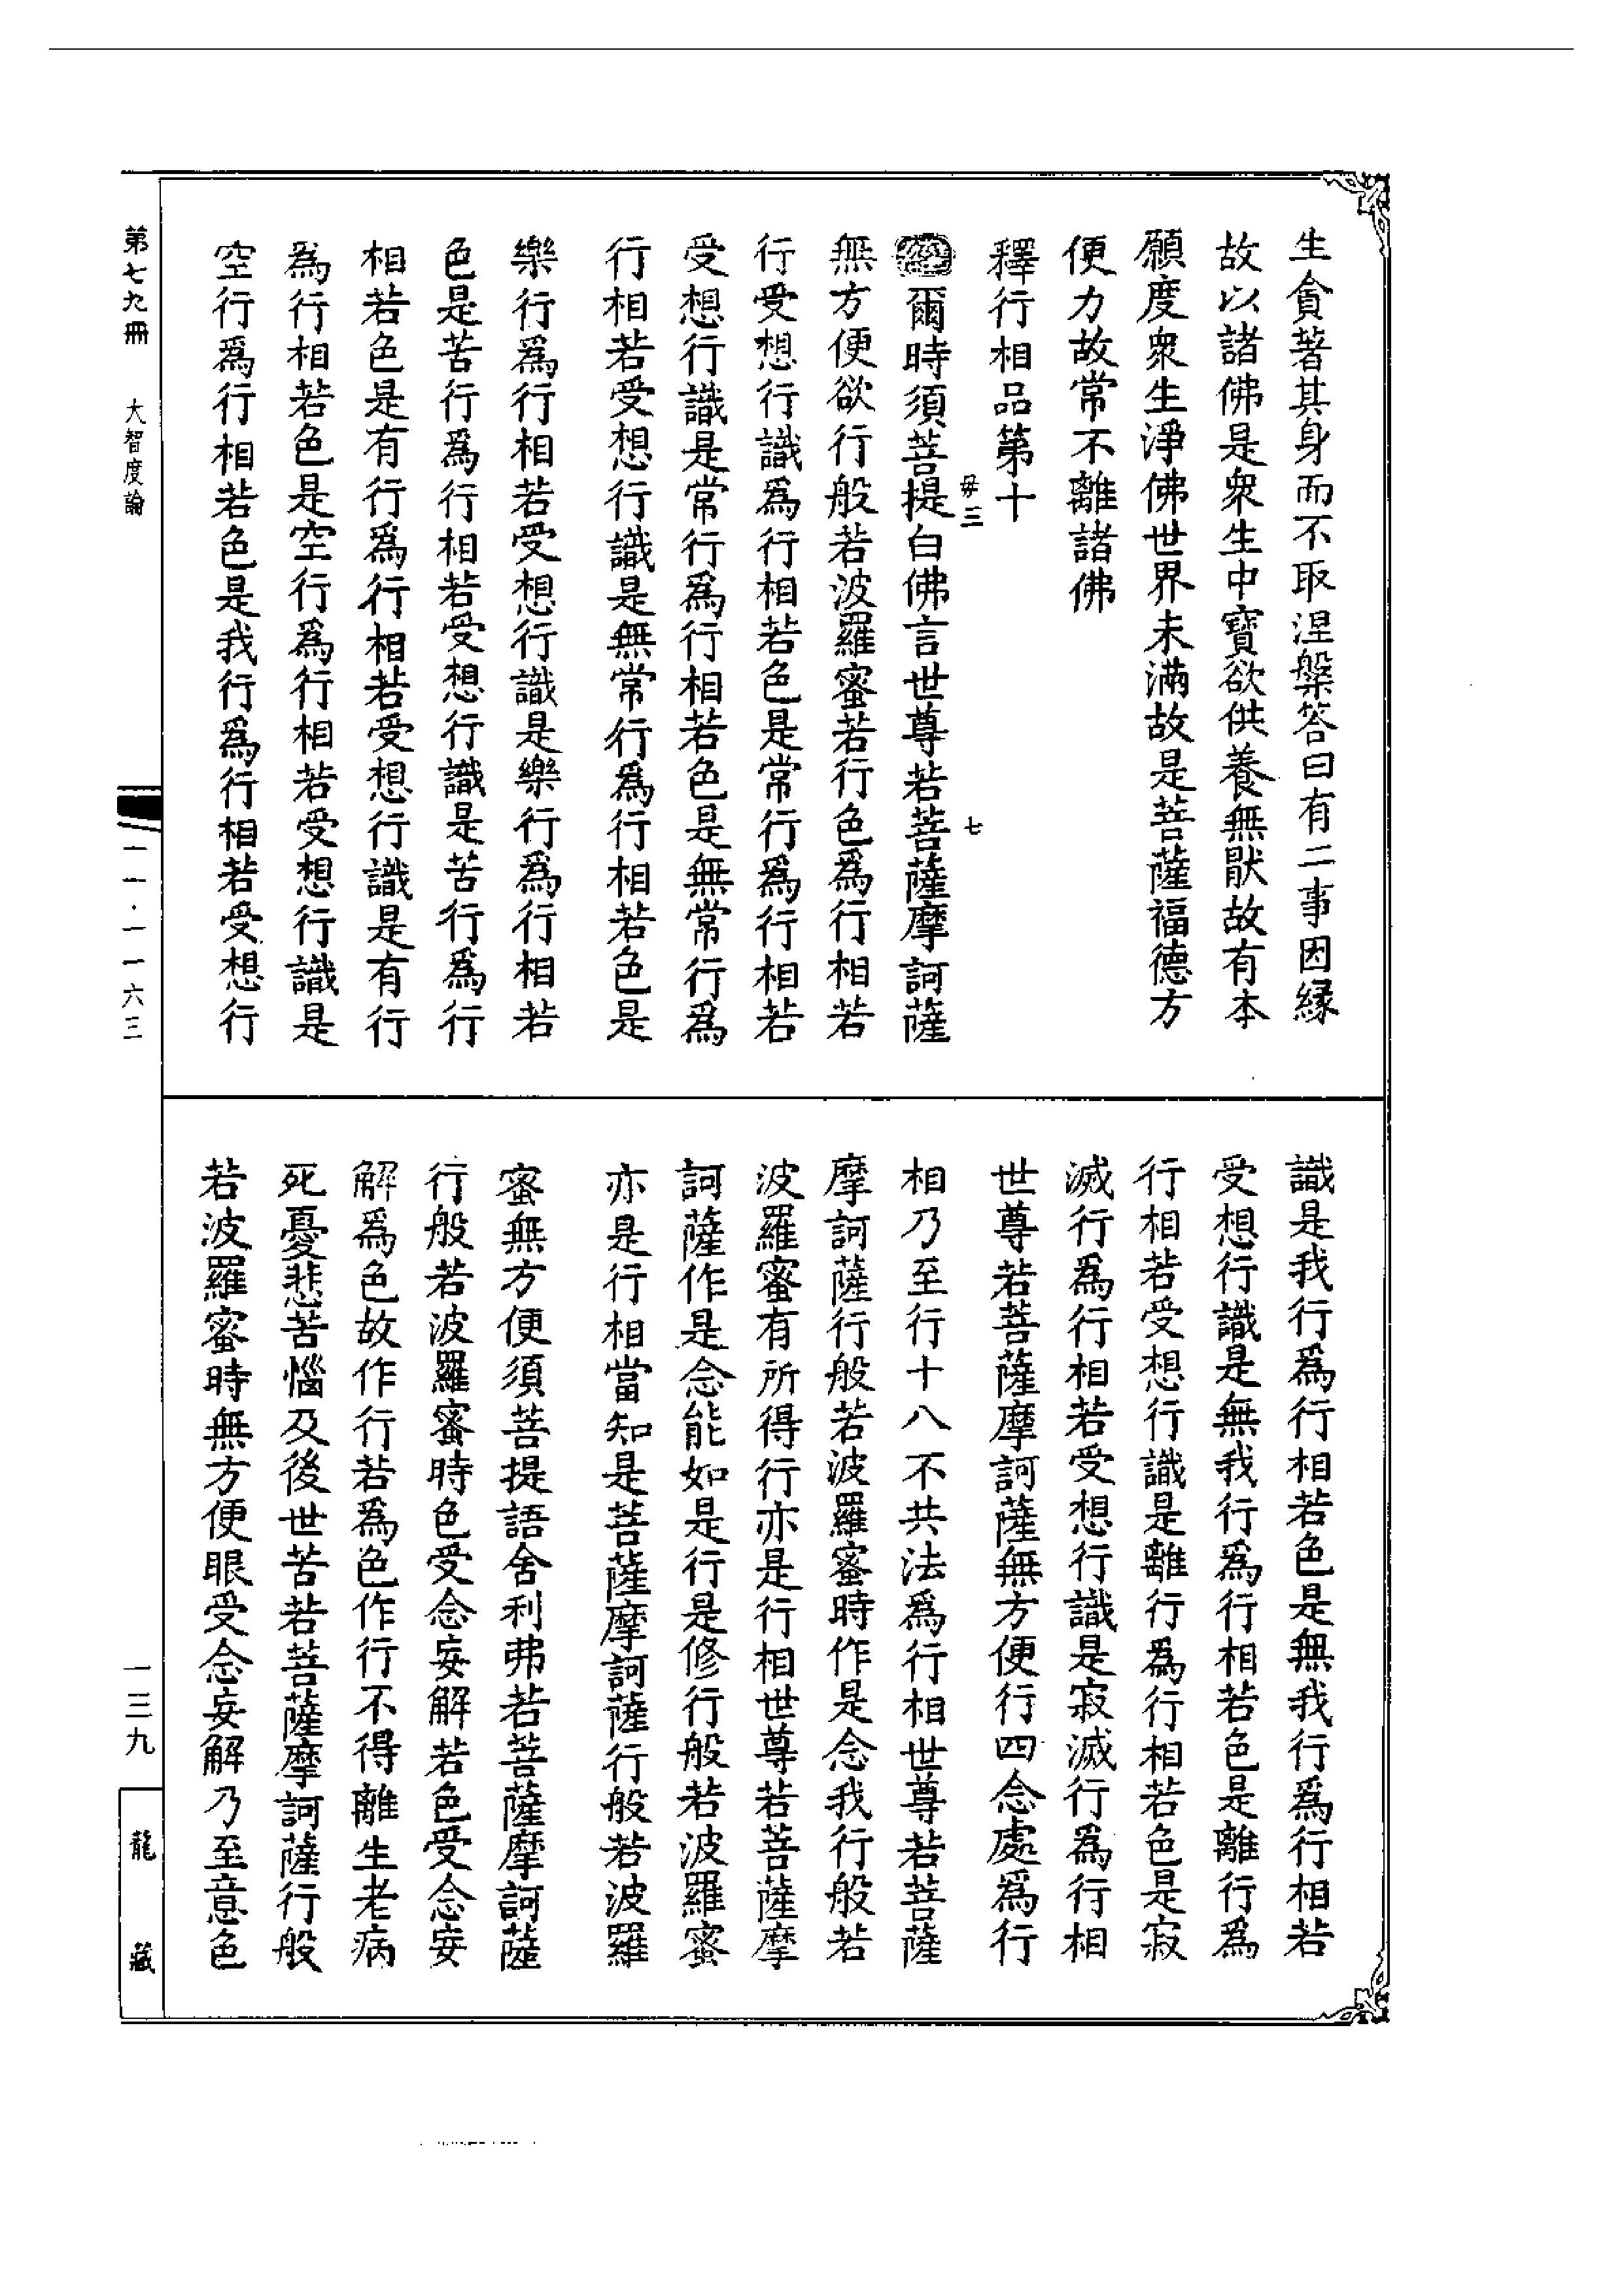 生貪著其身而不取涅槃答曰有二事因緣
故以諸佛是衆生中寶欲供養無猒故有本
願度衆生淨佛世界未滿故是菩薩福德方
便力故常不離諸佛
釋行相品第十
毋三
七
經爾時須菩提白佛言世尊若菩薩摩訶薩
無方便欲行般若波羅蜜若行色爲行相若
行受想行識爲行相若色是常行爲行相若
受想行識是常行爲行相若色是無常行爲
行相若受想行識是無常行爲行相若色是
樂行爲行相若受想行識是樂行爲行相若
色是苦行爲行相若受想行識是苦行爲行
相若色是有行爲行相若受想行識是有行
爲行相若色是空行爲行相若受想行識是
空行爲行相若色是我行爲行相若受想行
識是我行爲行相若色是無我行爲行相若
受想行識是無我行爲行相若色是離行爲
行相若受想行識是離行爲行相若色是寂
滅行爲行相若受想行識是寂滅行爲行相
世尊若菩薩摩訶薩無方便行四念處爲行
相乃至行十八不共法爲行相世尊若菩薩
摩訶薩行般若波羅蜜時作是念我行般若
波羅蜜有所得行亦是行相世尊若菩薩摩
訶薩作是念能如是行是修行般若波羅蜜
亦是行相當知是菩薩摩訶薩行般若波羅
蜜無方便須菩提語舍利弗若菩薩摩訶薩
行般若波羅蜜時色受念妄解若色受念妄
解爲色故作行若爲色作行不得離生老病
死憂悲苦惱及後世苦若菩薩摩訶薩行般
若波羅蜜時無方便眼受念妄解乃至意色
第七九冊 大智度論
一一·一一六三
一三九
龍藏